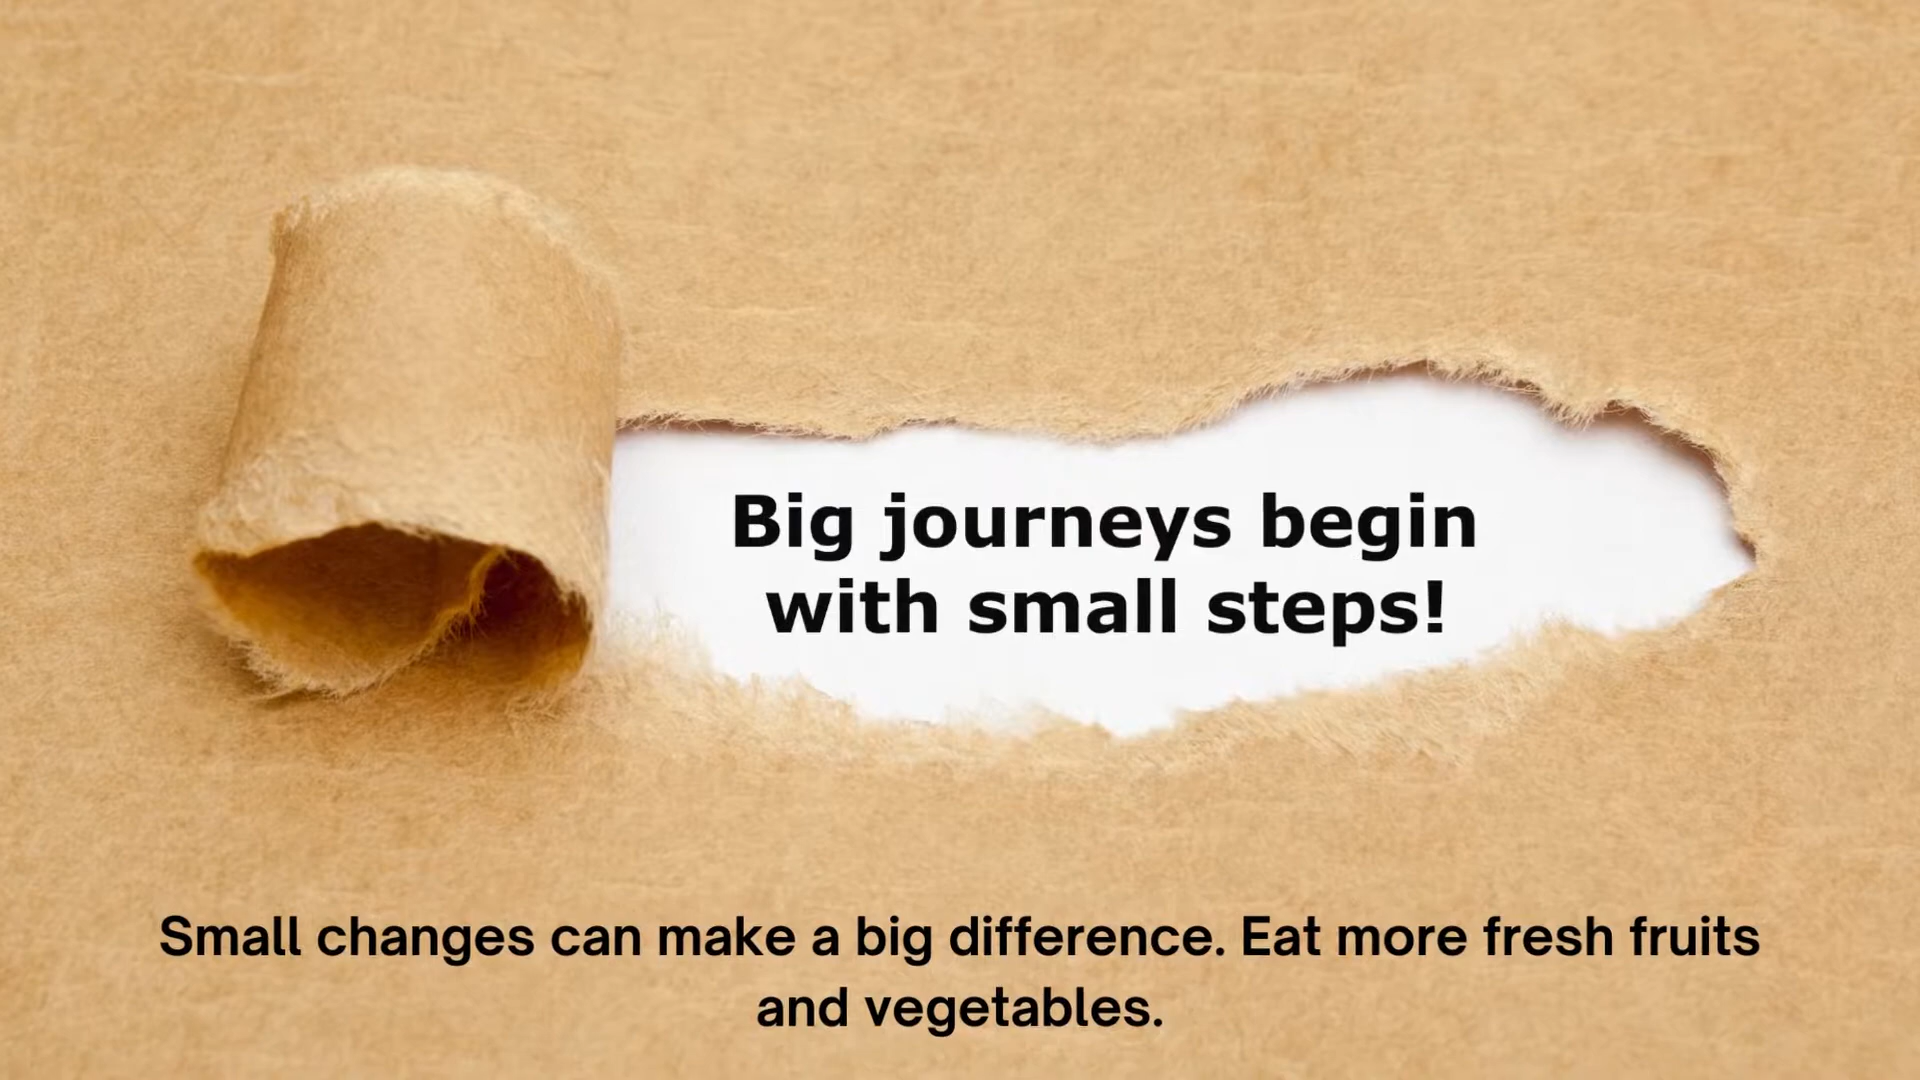 Big journeys begin
with small steps!
Small changes can make a big difference. Eat more fresh fruits
and vegetables.